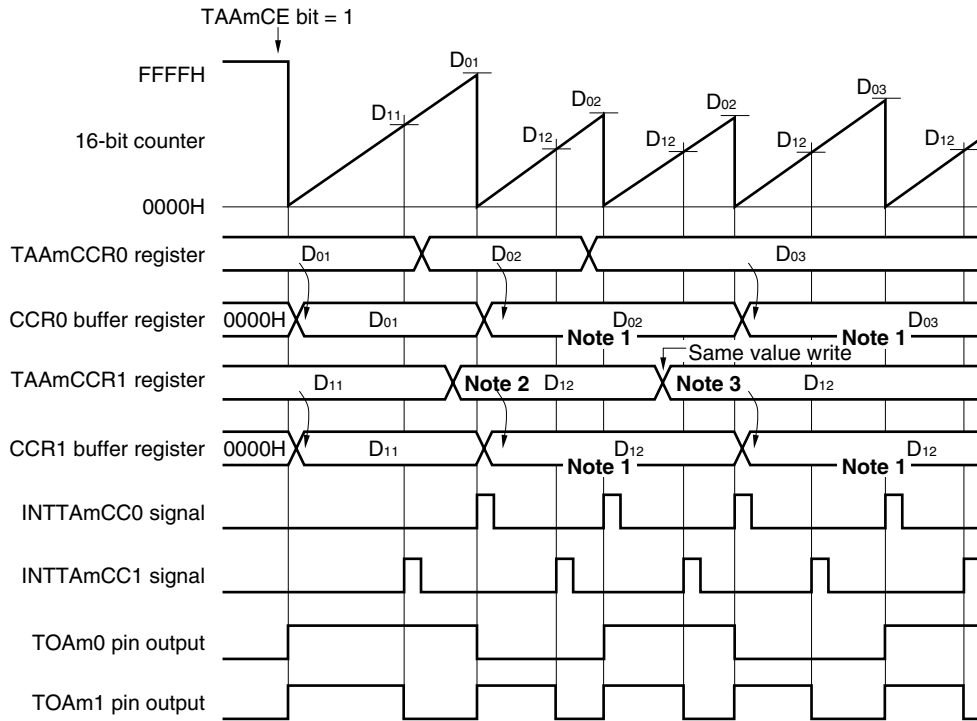 TAAmCE bit = 1
FFFFH
16-bit counter
0000H
D01
D11
D02
D12
D02
D12
D03
D12
D12
TAAmCCR0 register
D01
D02
D03
CCR0 buffer register
0000H
D01
D02
Note 1
D03
Note 1
Same value write
TAAmCCR1 register
D11
Note 2
D12
Note 3
D12
CCR1 buffer register
0000H
D11
D12
Note 1
D12
Note 1
INTTAmCC0 signal
INTTAmCC1 signal
TOAm0 pin output
TOAm1 pin output